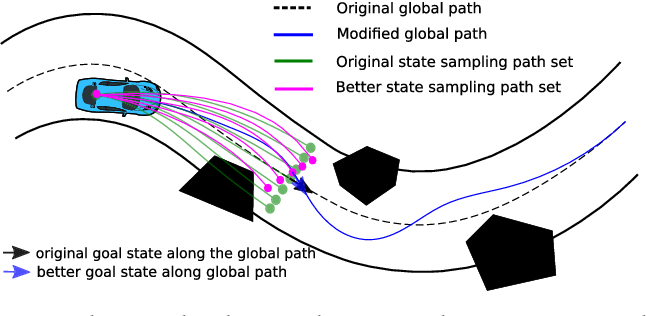 Original global path
Modified global path
Original state sampling path set
Better state sampling path set
original goal state along the global path
better goal state along global path